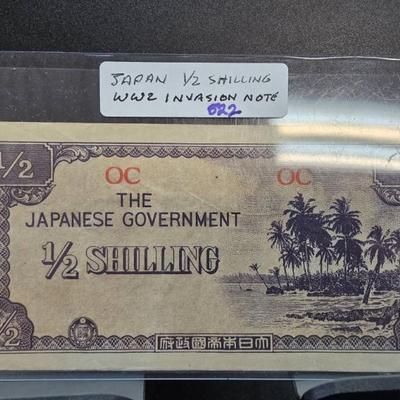 JAPAN 1/2 SHILLING
WW2 INVASION NOTE
022
1/2
OC OC
THE
JAPANESE GOVERNMENT
1/2 SHILLING
1/2
大日本帝國政府